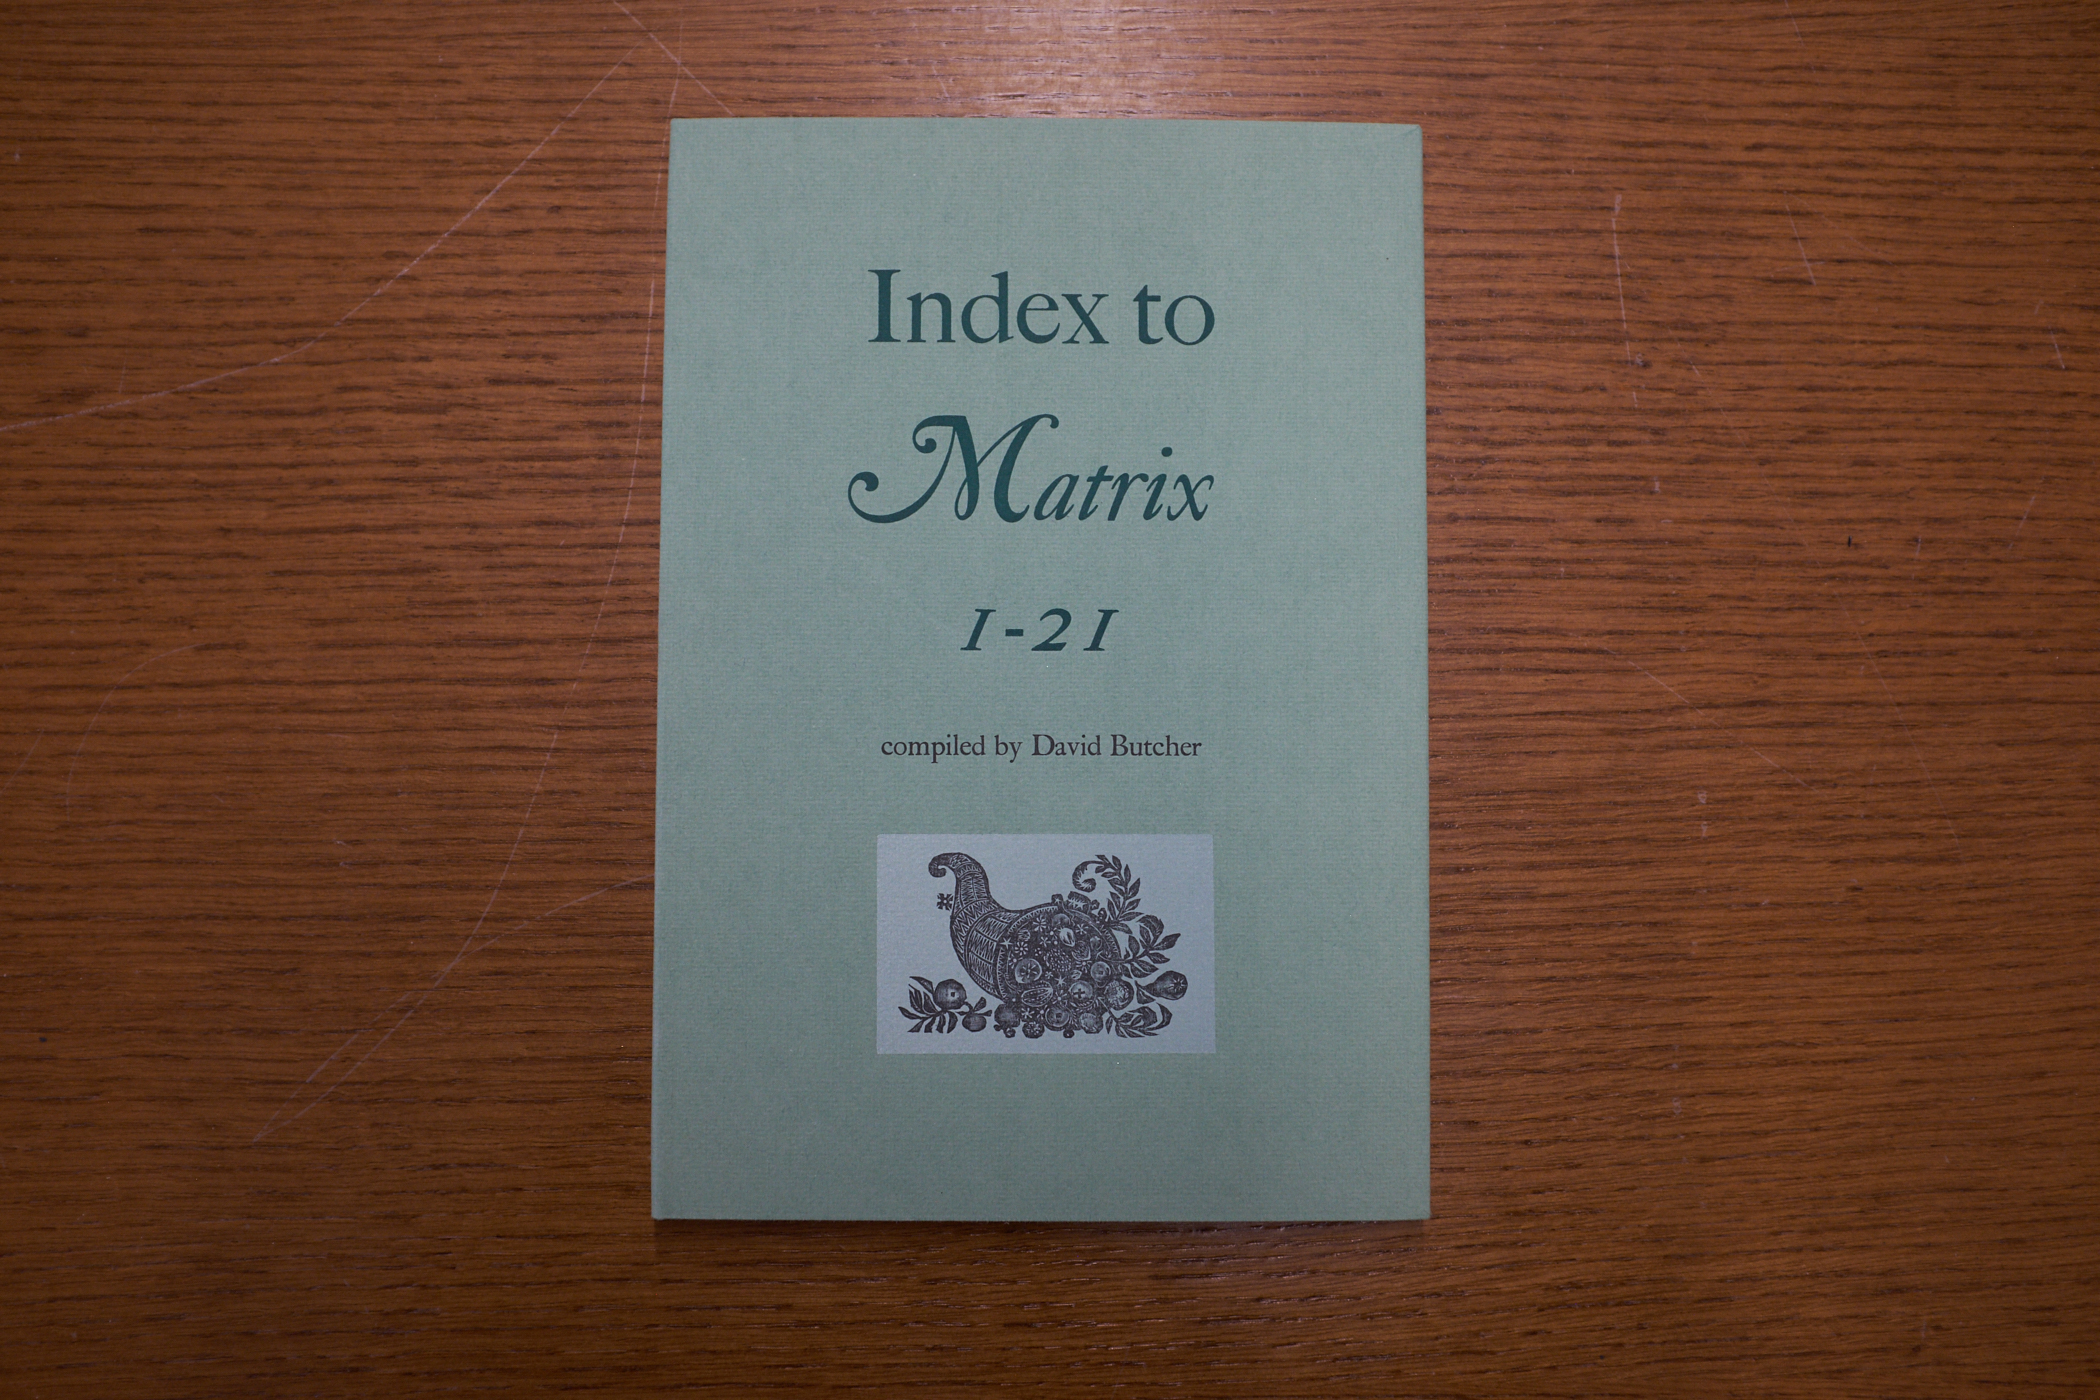 Index to
Matrix
1-21
compiled by David Butcher